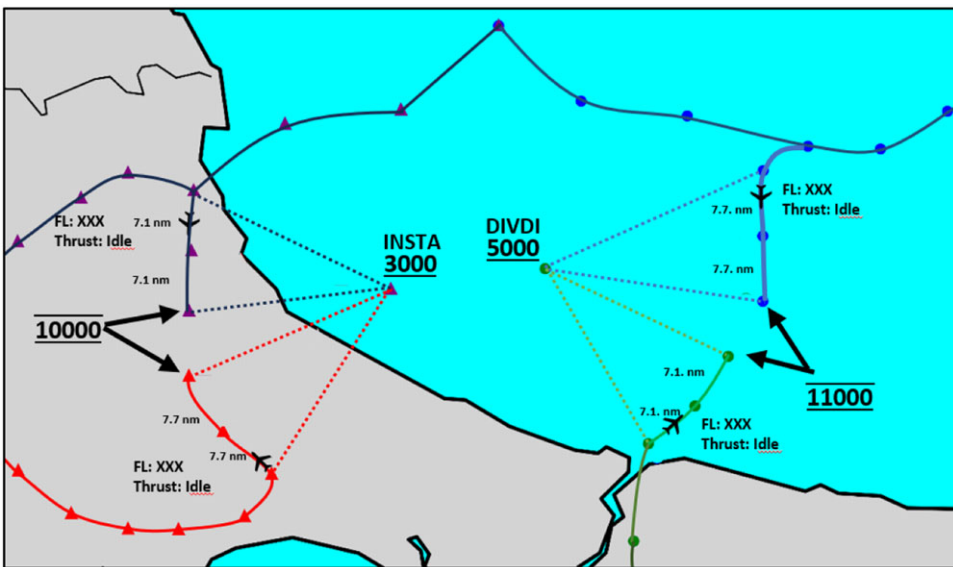 FL: XXX
Thrust: Idle
7.1 nm
7.1 nm
INSTA
3000
DIVDI
5000
7.7. nm
7.7. nm
FL: XXX
Thrust: Idle
10000
7.7 nm
7.7 nm
FL: XXX
Thrust: Idle
7.1. nm
7.1. nm
FL: XXX
Thrust: Idle
11000